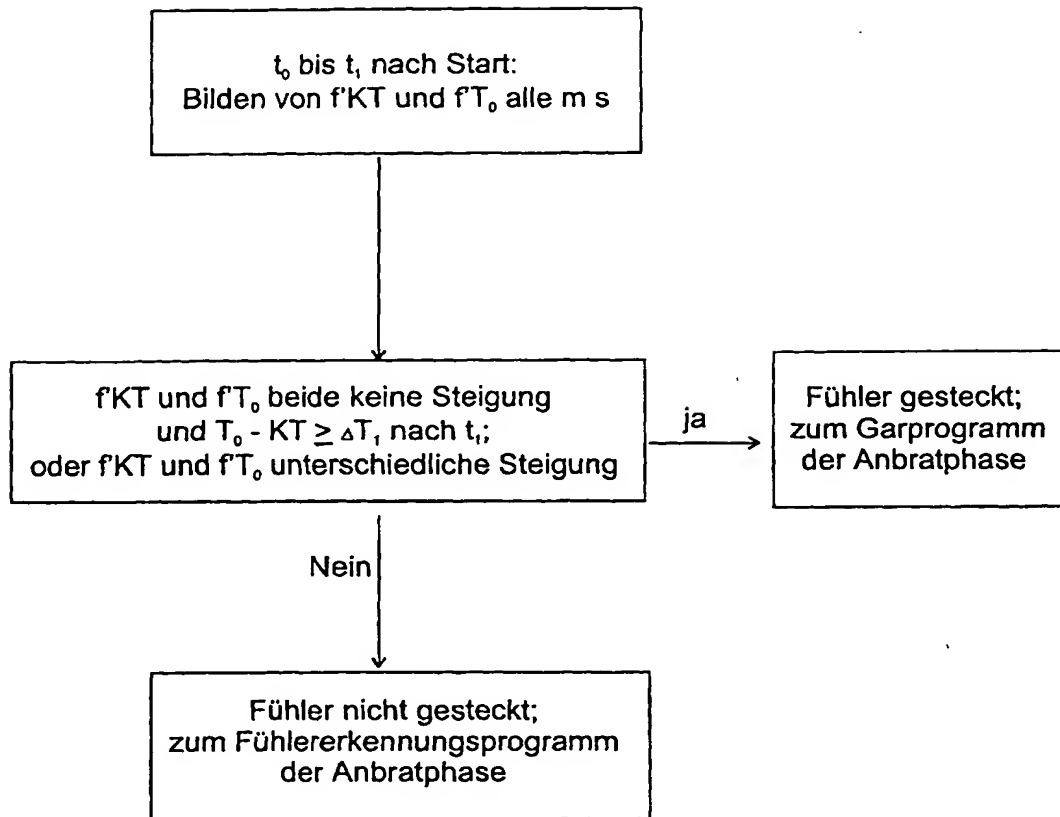 t₀ bis t₁ nach Start:
Bilden von f'KT und f'T₀ alle m s
f'KT und f'T₀ beide keine Steigung
und T₀ - KT ≥ ΔT₁ nach t₁;
oder f'KT und f'T₀ unterschiedliche Steigung
ja
Fühler gesteckt;
zum Garprogramm
der Anbratphase
Nein
Fühler nicht gesteckt;
zum Fühlererkennungsprogramm
der Anbratphase